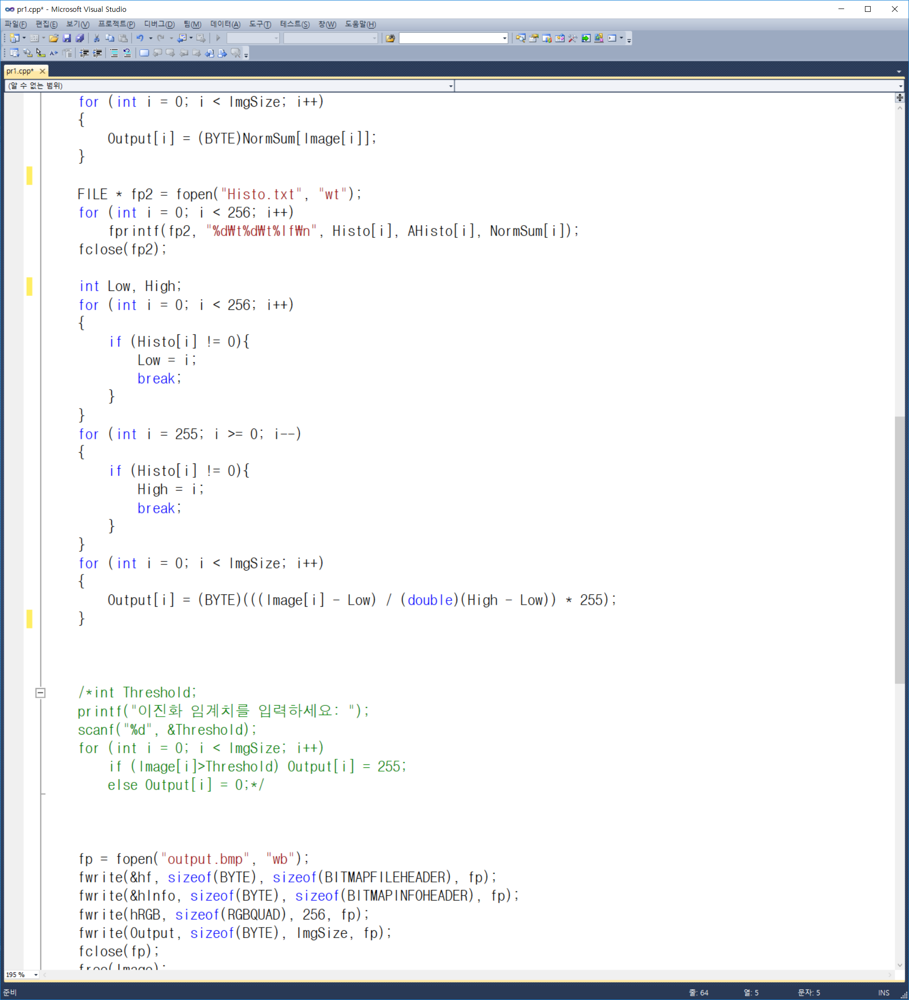 pr1.cpp* - Microsoft Visual Studio
파일(F) 편집(E) 보기(V) 프로젝트(P) 디버그(D) 팀(M) 데이터(A) 도구(T) 테스트(S) 창(W) 도움말(H)
pr1.cpp*
(알 수 없는 범위)
for (int i = 0; i < ImgSize; i++)
{
Output[i] = (BYTE)NormSum[Image[i]];
}
FILE * fp2 = fopen("Histo.txt", "wt");
for (int i = 0; i < 256; i++)
fprintf(fp2, "%d₩t%d₩t%lf₩n", Histo[i], AHisto[i], NormSum[i]);
fclose(fp2);
int Low, High;
for (int i = 0; i < 256; i++)
{
if (Histo[i] != 0){
Low = i;
break;
}
}
for (int i = 255; i >= 0; i--)
{
if (Histo[i] != 0){
High = i;
break;
}
}
for (int i = 0; i < ImgSize; i++)
{
Output[i] = (BYTE)(((Image[i] - Low) / (double)(High - Low)) * 255);
}
/*int Threshold;
printf("이진화 임계치를 입력하세요: ");
scanf("%d", &Threshold);
for (int i = 0; i < ImgSize; i++)
if (Image[i]>Threshold) Output[i] = 255;
else Output[i] = 0;*/
fp = fopen("output.bmp", "wb");
fwrite(&hf, sizeof(BYTE), sizeof(BITMAPFILEHEADER), fp);
fwrite(&hInfo, sizeof(BYTE), sizeof(BITMAPINFOHEADER), fp);
fwrite(hRGB, sizeof(RGBQUAD), 256, fp);
fwrite(Output, sizeof(BYTE), ImgSize, fp);
fclose(fp);
free(Image);
195 %
준비 줄: 64 열: 5 문자: 5 INS